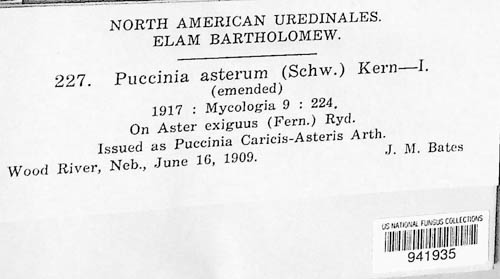 NORTH AMERICAN UREDINALES.
ELAM BARTHOLOMEW.
227. Puccinia asterum (Schw.) Kern—I.
(emended)
1917 : Mycologia 9 : 224.
On Aster exiguus (Fern.) Ryd.
Issued as Puccinia Caricis-Asteris Arth.
Wood River, Neb., June 16, 1909. J. M. Bates
US NATIONAL FUNGUS COLLECTIONS
941935